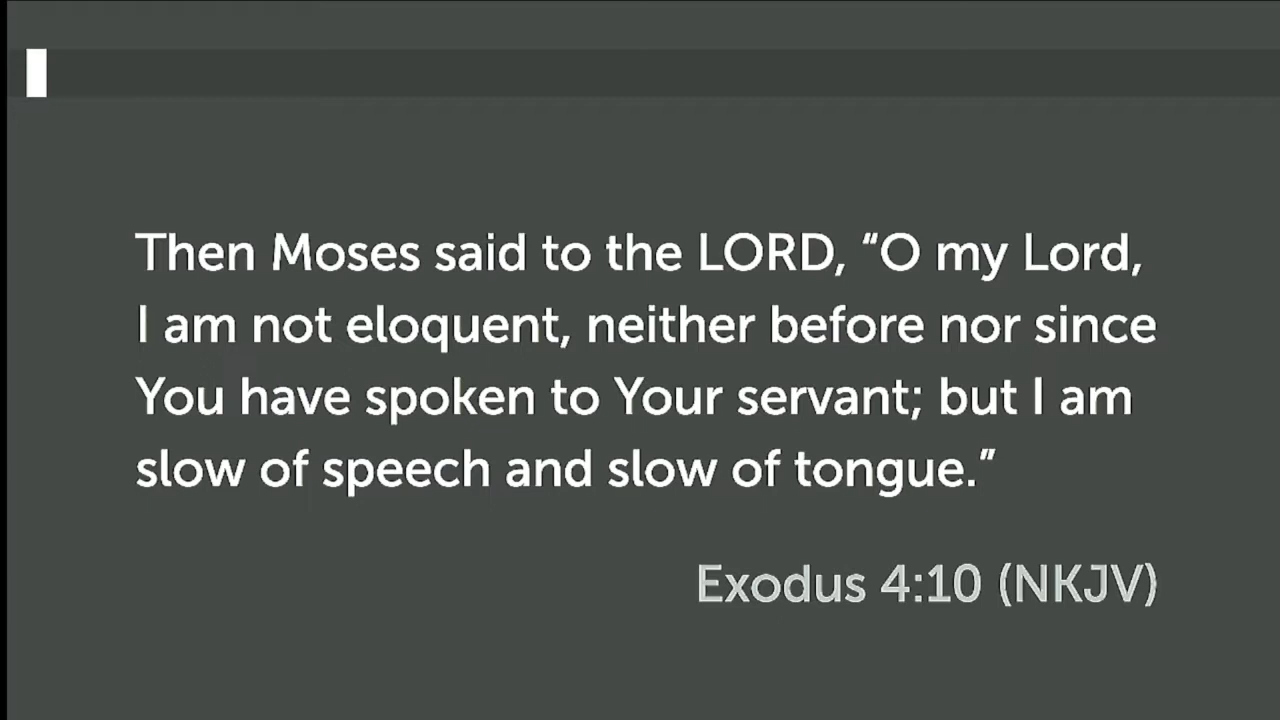 Then Moses said to the LORD, “O my Lord,
I am not eloquent, neither before nor since
You have spoken to Your servant; but I am
slow of speech and slow of tongue.”
Exodus 4:10 (NKJV)